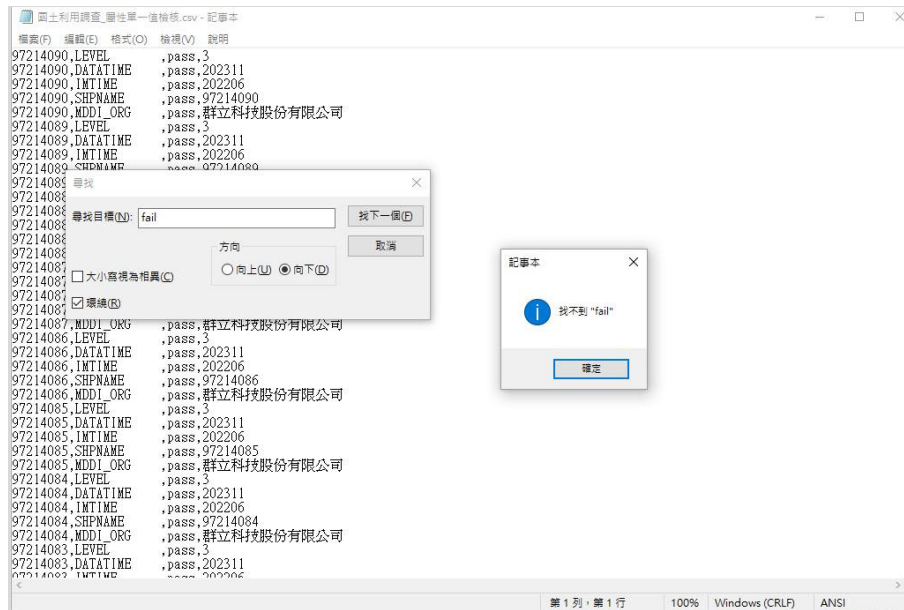 國土利用調查_屬性單一值檢核.csv - 記事本
檔案(F) 編輯(E) 格式(O) 檢視(V) 說明
97214090,LEVEL ,pass,3
97214090,DATATIME ,pass,202311
97214090,IMTIME ,pass,202206
97214090,SHPNAME ,pass,97214090
97214090,MDDI_ORG ,pass,群立科技股份有限公司
97214089,LEVEL ,pass,3
97214089,DATATIME ,pass,202311
97214089,IMTIME ,pass,202206
97214089,SHPNAME ,pass,97214089
尋找
尋找目標(N): fail
找下一個(F)
方向
取消
大小寫視為相異(C)
向上(U) 向下(D)
環繞(R)
記事本
找不到 "fail"
確定
97214087,MDDI_ORG ,pass,群立科技股份有限公司
97214086,LEVEL ,pass,3
97214086,DATATIME ,pass,202311
97214086,IMTIME ,pass,202206
97214086,SHPNAME ,pass,97214086
97214086,MDDI_ORG ,pass,群立科技股份有限公司
97214085,LEVEL ,pass,3
97214085,DATATIME ,pass,202311
97214085,IMTIME ,pass,202206
97214085,SHPNAME ,pass,97214085
97214085,MDDI_ORG ,pass,群立科技股份有限公司
97214084,LEVEL ,pass,3
97214084,DATATIME ,pass,202311
97214084,IMTIME ,pass,202206
97214084,SHPNAME ,pass,97214084
97214084,MDDI_ORG ,pass,群立科技股份有限公司
97214083,LEVEL ,pass,3
97214083,DATATIME ,pass,202311
97214083,IMTIME ,pass,202206
第 1 列，第 1 行 100% Windows (CRLF) ANSI